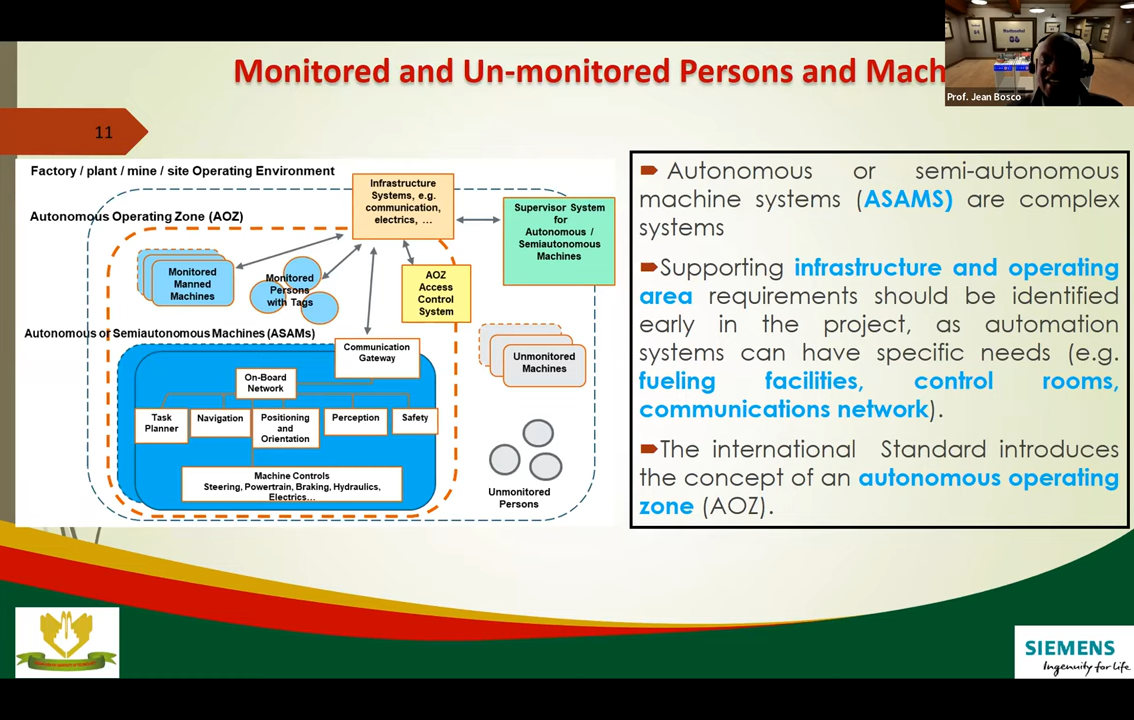 Monitored and Un-monitored Persons and Mach
Prof. Jean Bosco
11
Factory / plant / mine / site Operating Environment
Autonomous Operating Zone (AOZ)
Infrastructure
Systems, e.g.
communication,
electrics, ...
Supervisor System
for
Autonomous /
Semiautonomous
Machines
Monitored
Manned
Machines
Monitored
Persons
with Tags
AOZ
Access
Control
System
Autonomous or Semiautonomous Machines (ASAMs)
Communication
Gateway
Unmonitored
Machines
On-Board
Network
Task
Planner
Navigation
Positioning
and
Orientation
Perception
Safety
Machine Controls
Steering, Powertrain, Braking, Hydraulics,
Electrics...
Unmonitored
Persons
Autonomous or semi-autonomous
machine systems (ASAMS) are complex
systems
Supporting infrastructure and operating
area requirements should be identified
early in the project, as automation
systems can have specific needs (e.g.
fueling facilities, control rooms,
communications network).
The international Standard introduces
the concept of an autonomous operating
zone (AOZ).
SIEMENS
Ingenuity for Life